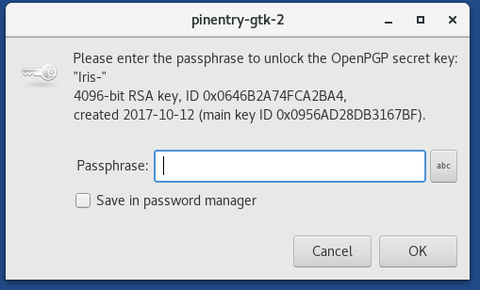 pinentry-gtk-2
Please enter the passphrase to unlock the OpenPGP secret key:
"Iris-"
4096-bit RSA key, ID 0x0646B2A74FCA2BA4,
created 2017-10-12 (main key ID 0x0956AD28DB3167BF).
Passphrase:
abc
Save in password manager
Cancel
OK